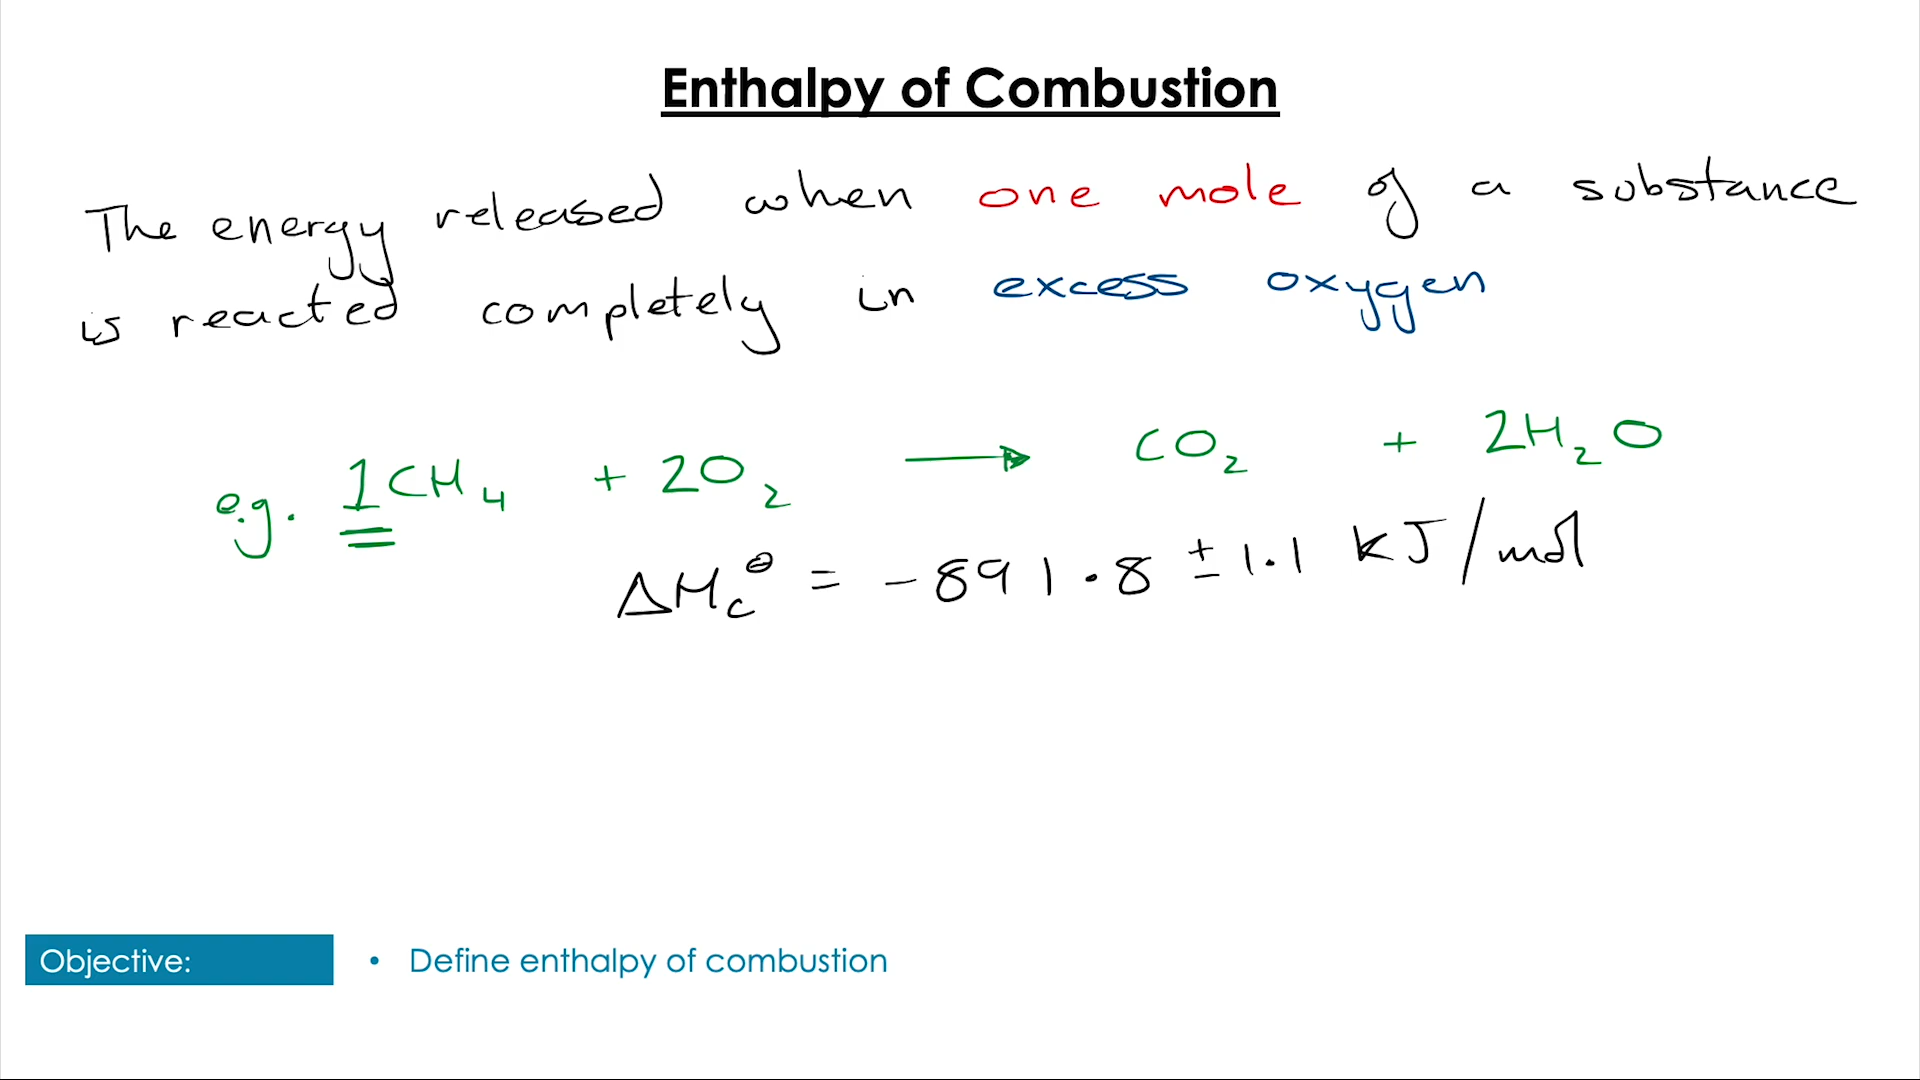 Enthalpy of Combustion
The energy released when one mole of a substance
is reacted completely in excess oxygen
e.g. 1CH₄ + 2O₂ → CO₂ + 2H₂O
ΔH꜀⊖ = -891.8 ± 1.1 kJ/mol
Objective: • Define enthalpy of combustion